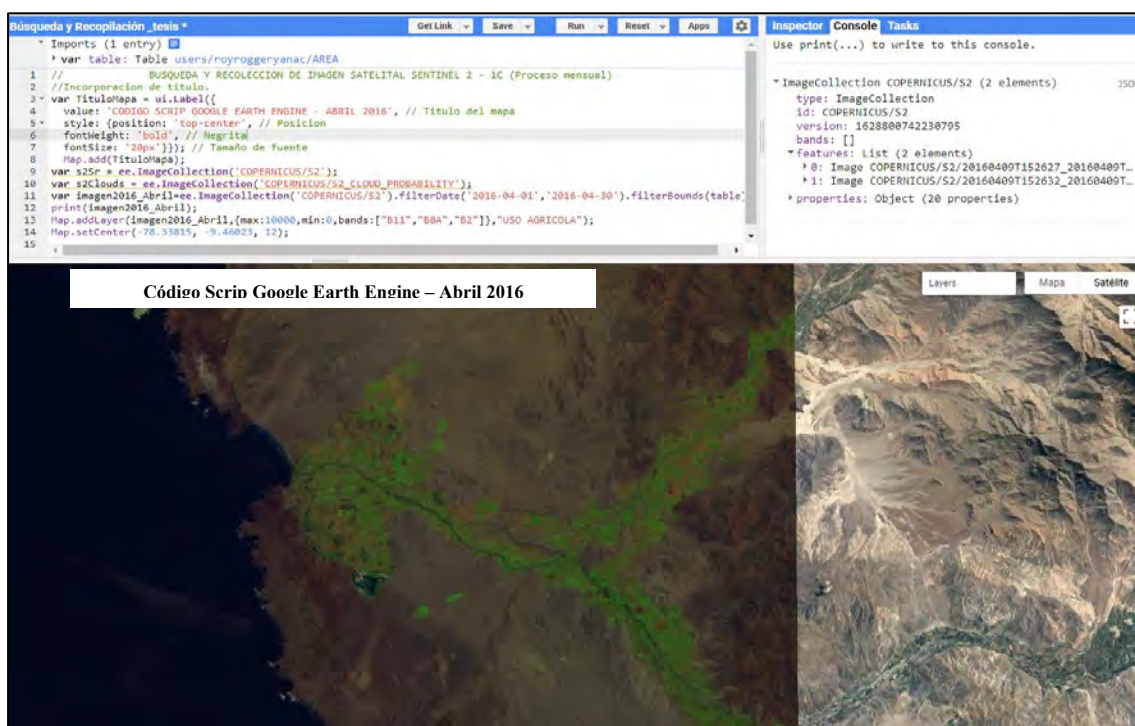 Búsqueda y Recopilación _tesis *
Get Link
Save
Run
Reset
Apps
Imports (1 entry)
var table: Table users/royroggeryanac/AREA
1 // BUSQUEDA Y RECOLECCION DE IMAGEN SATELITAL SENTINEL 2 - 1C (Proceso mensual)
2 //Incorporacion de titulo.
3 var TituloMapa = ui.Label({
4 value: 'CODIGO SCRIP GOOGLE EARTH ENGINE - ABRIL 2016', // Titulo del mapa
5 style: {position: 'top-center', // Posicion
6 fontWeight: 'bold', // Negrita
7 fontSize: '20px'}}); // Tamaño de fuente
8 Map.add(TituloMapa);
9 var s2Sr = ee.ImageCollection('COPERNICUS/S2');
10 var s2Clouds = ee.ImageCollection('COPERNICUS/S2_CLOUD_PROBABILITY');
11 var imagen2016_Abril=ee.ImageCollection('COPERNICUS/S2').filterDate('2016-04-01','2016-04-30').filterBounds(table)
12 print(imagen2016_Abril);
13 Map.addLayer(imagen2016_Abril,{max:10000,min:0,bands:["B11","B8A","B2"]},"USO AGRICOLA");
14 Map.setCenter(-78.33815, -9.46023, 12);
15
Inspector Console Tasks
Use print(...) to write to this console.
ImageCollection COPERNICUS/S2 (2 elements) JSON
type: ImageCollection
id: COPERNICUS/S2
version: 1628800742230795
bands: []
features: List (2 elements)
0: Image COPERNICUS/S2/20160409T152627_20160409T…
1: Image COPERNICUS/S2/20160409T152632_20160409T…
properties: Object (20 properties)
Código Scrip Google Earth Engine – Abril 2016
Layers
Mapa
Satélite